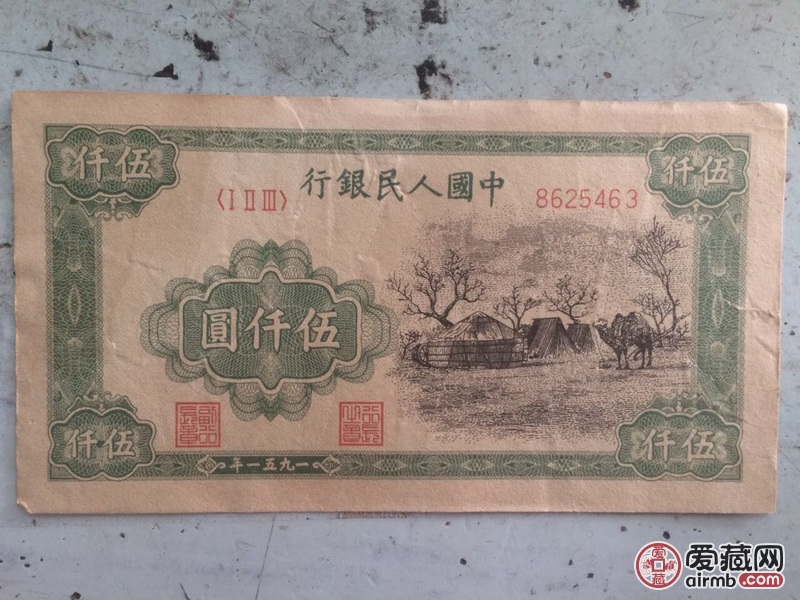 伍仟
伍仟
中國人民銀行
〈I II III〉
8625463
伍仟圓
伍仟
伍仟
一九五一年
爱藏网
airmb.com